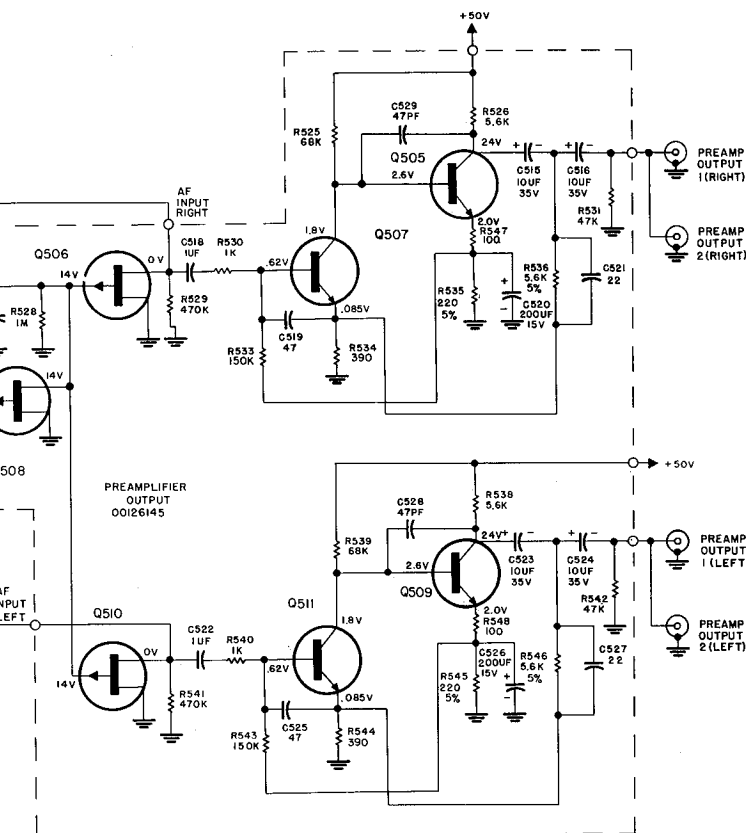 +50V
C529
47PF
R526
5.6K
R525
68K
Q505
24V
2.6V
C515
10UF
35V
C516
10UF
35V
R531
47K
PREAMP
OUTPUT
1(RIGHT)
PREAMP
OUTPUT
2(RIGHT)
AF
INPUT
RIGHT
2.0V
R547
100
1.8V
Q507
Q506
14V
0V
C518
1UF
R530
1K
.62V
R529
470K
R528
1M
R535
220
5%
C520
200UF
15V
R536
5.6K
5%
C521
22
.085V
C519
47
R533
150K
R534
390
14V
508
PREAMPLIFIER
OUTPUT
00126145
+50V
C528
47PF
R538
5.6K
R539
68K
24V
2.6V
Q509
C523
10UF
35V
C524
10UF
35V
R542
47K
PREAMP
OUTPUT
1(LEFT
PREAMP
OUTPUT
2(LEFT)
AF
NPUT
LEFT
Q510
0V
14V
C522
1UF
R540
1K
.62V
R541
470K
Q511
1.8V
2.0V
R548
100
C526
200UF
15V
R545
220
5%
R546
5.6K
5%
C527
22
.085V
C525
47
R543
150K
R544
390